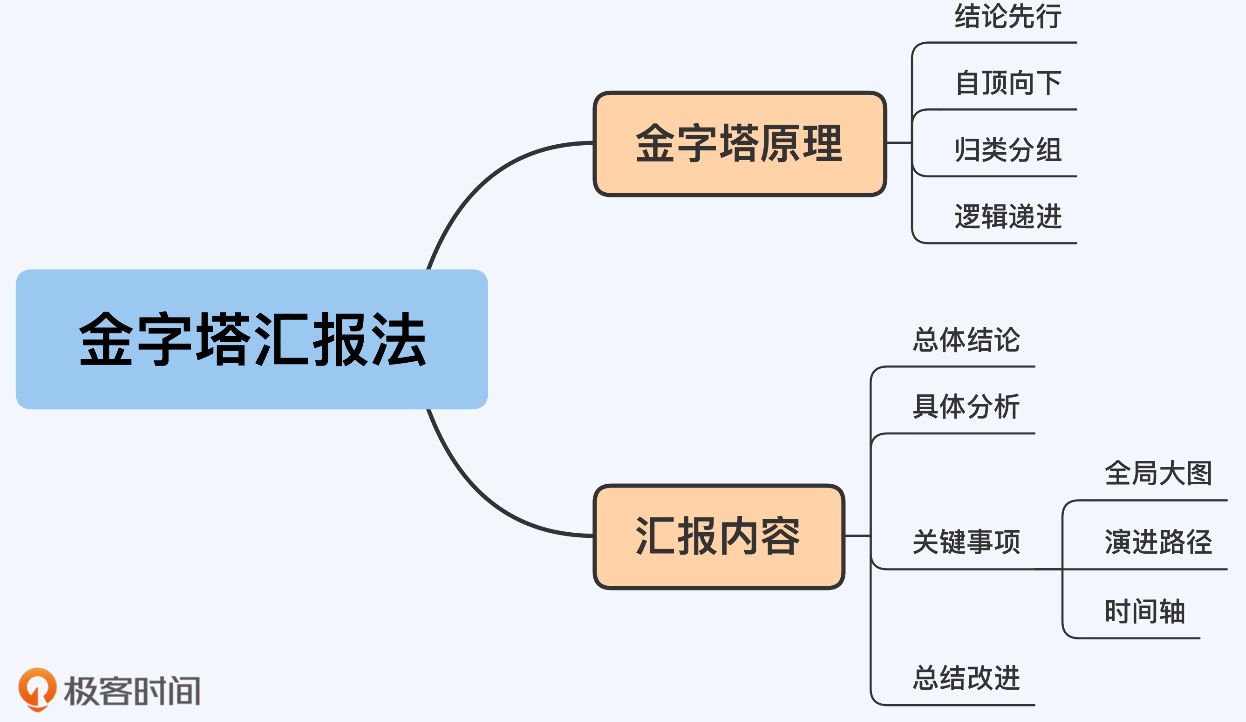 金字塔汇报法
金字塔原理
结论先行
自顶向下
归类分组
逻辑递进
汇报内容
总体结论
具体分析
关键事项
全局大图
演进路径
时间轴
总结改进
极客时间